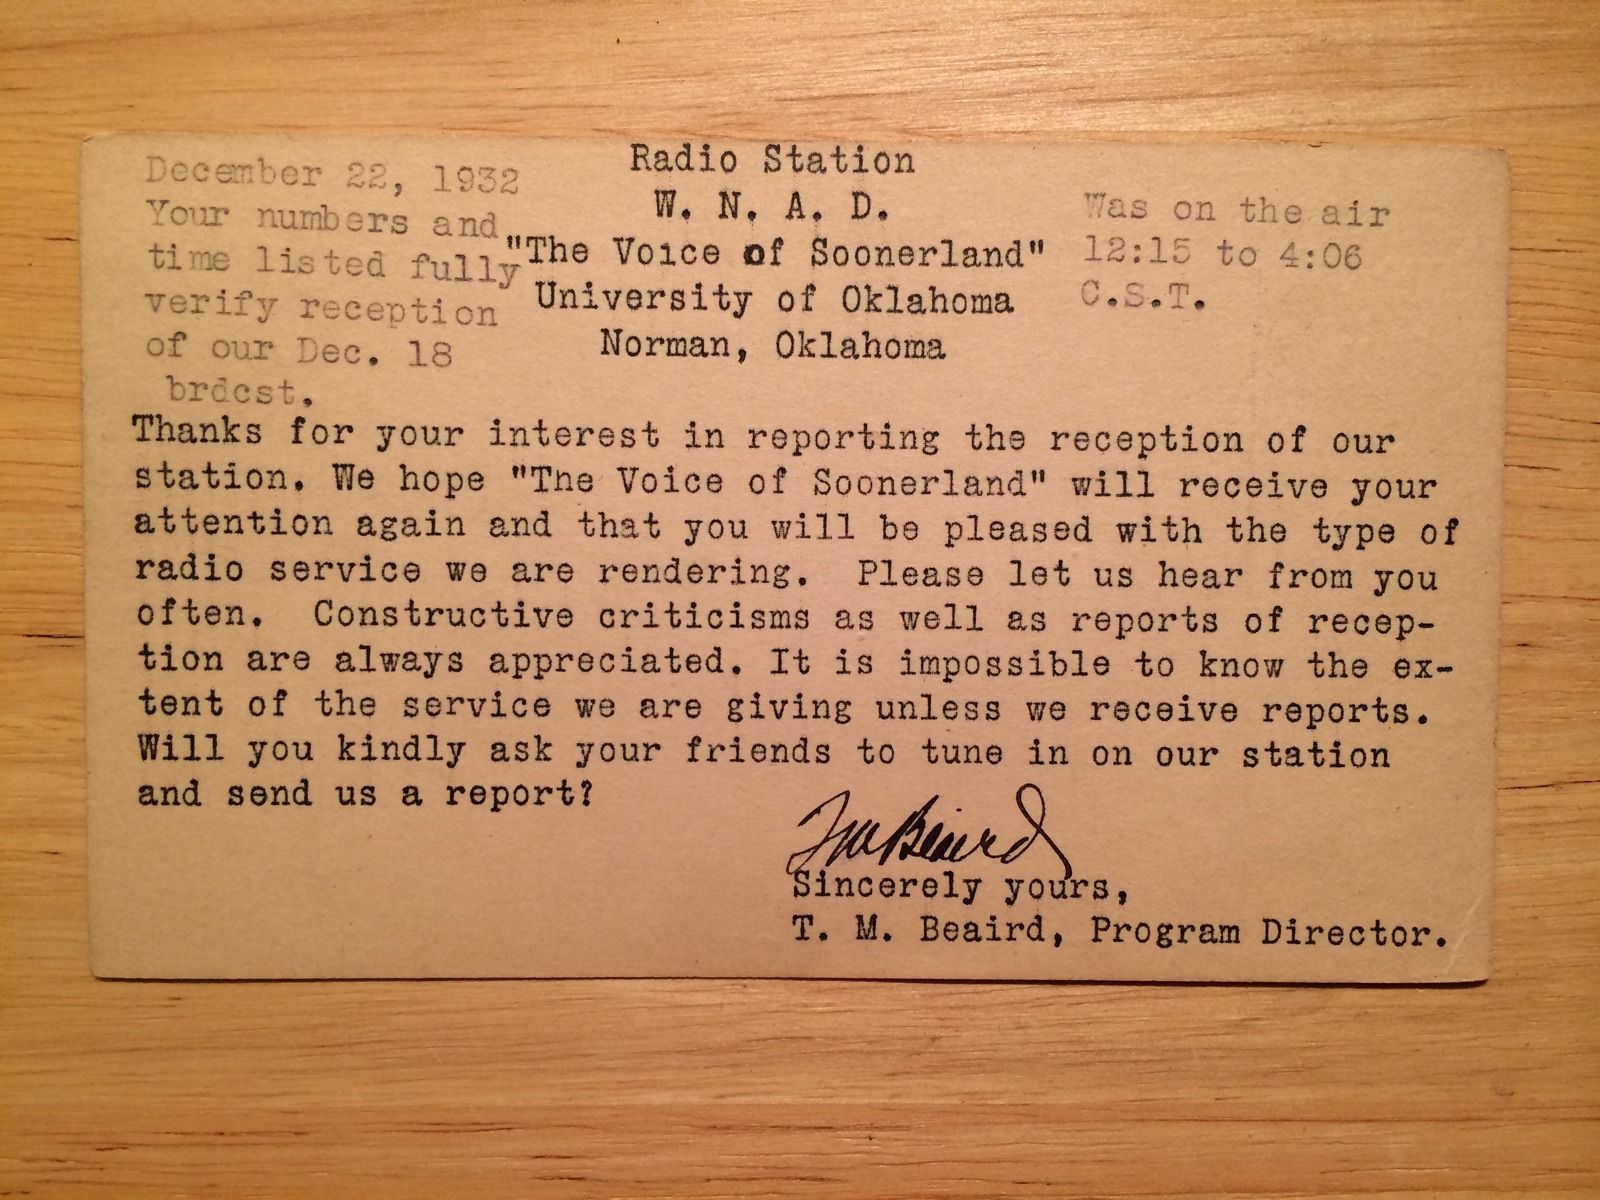 December 22, 1932
Your numbers and
time listed fully
verify reception
of our Dec. 18
brdcst.
Radio Station
W. N. A. D.
"The Voice of Soonerland"
University of Oklahoma
Norman, Oklahoma
Was on the air
12:15 to 4:06
C.S.T.
Thanks for your interest in reporting the reception of our
station. We hope "The Voice of Soonerland" will receive your
attention again and that you will be pleased with the type of
radio service we are rendering. Please let us hear from you
often. Constructive criticisms as well as reports of recep-
tion are always appreciated. It is impossible to know the ex-
tent of the service we are giving unless we receive reports.
Will you kindly ask your friends to tune in on our station
and send us a report?
TM Beaird
Sincerely yours,
T. M. Beaird, Program Director.